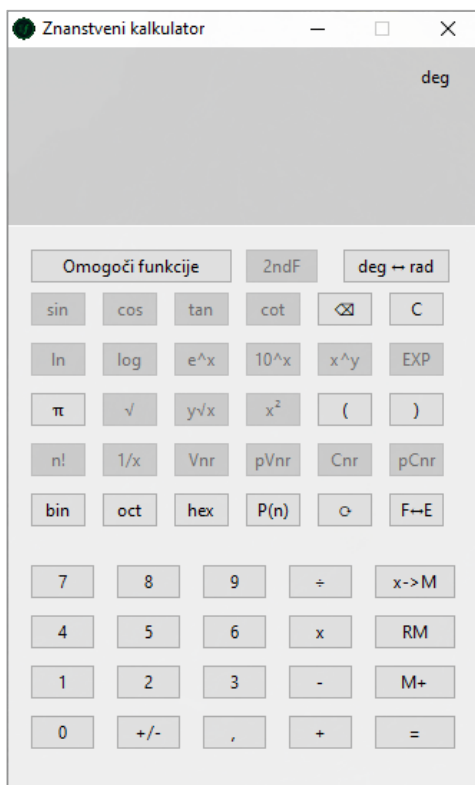 Znanstveni kalkulator
deg
Omogoči funkcije 2ndF deg ↔ rad
sin cos tan cot ⌫ C
ln log e^x 10^x x^y EXP
π √ y√x x² ( )
n! 1/x Vnr pVnr Cnr pCnr
bin oct hex P(n) ⟳ F↔E
7 8 9 ÷ x->M
4 5 6 x RM
1 2 3 - M+
0 +/- , + =